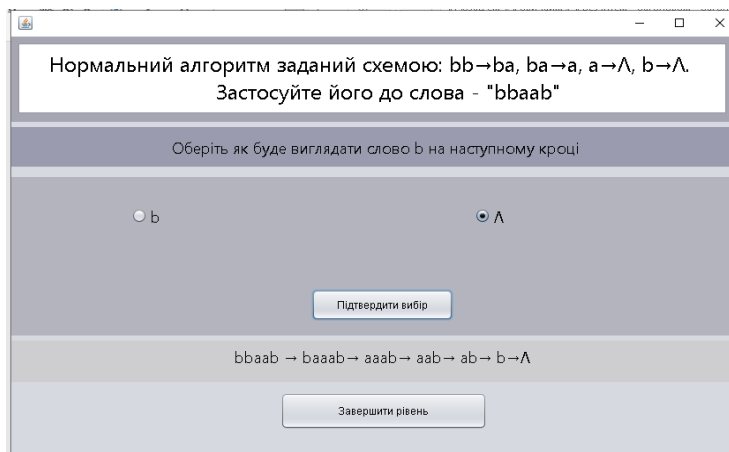 Нормальний алгоритм заданий схемою: bb→ba, ba→a, a→Λ, b→Λ.
Застосуйте його до слова - "bbaab"
Оберіть як буде виглядати слово b на наступному кроці
b
Λ
Підтвердити вибір
bbaab → baaab→ aaab→ aab→ ab→ b→Λ
Завершити рівень